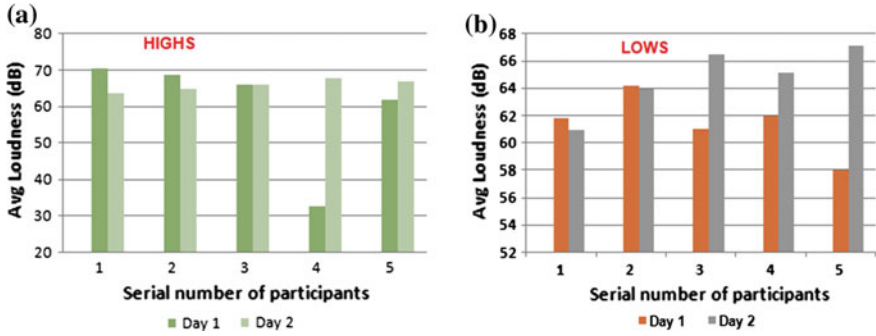 (a)
HIGHS
Avg Loudness (dB)
80
70
60
50
40
30
20
1 2 3 4 5
Serial number of participants
Day 1 Day 2
(b)
LOWS
Avg Loudness (dB)
68
66
64
62
60
58
56
54
52
1 2 3 4 5
Serial number of participants
Day 1 Day 2